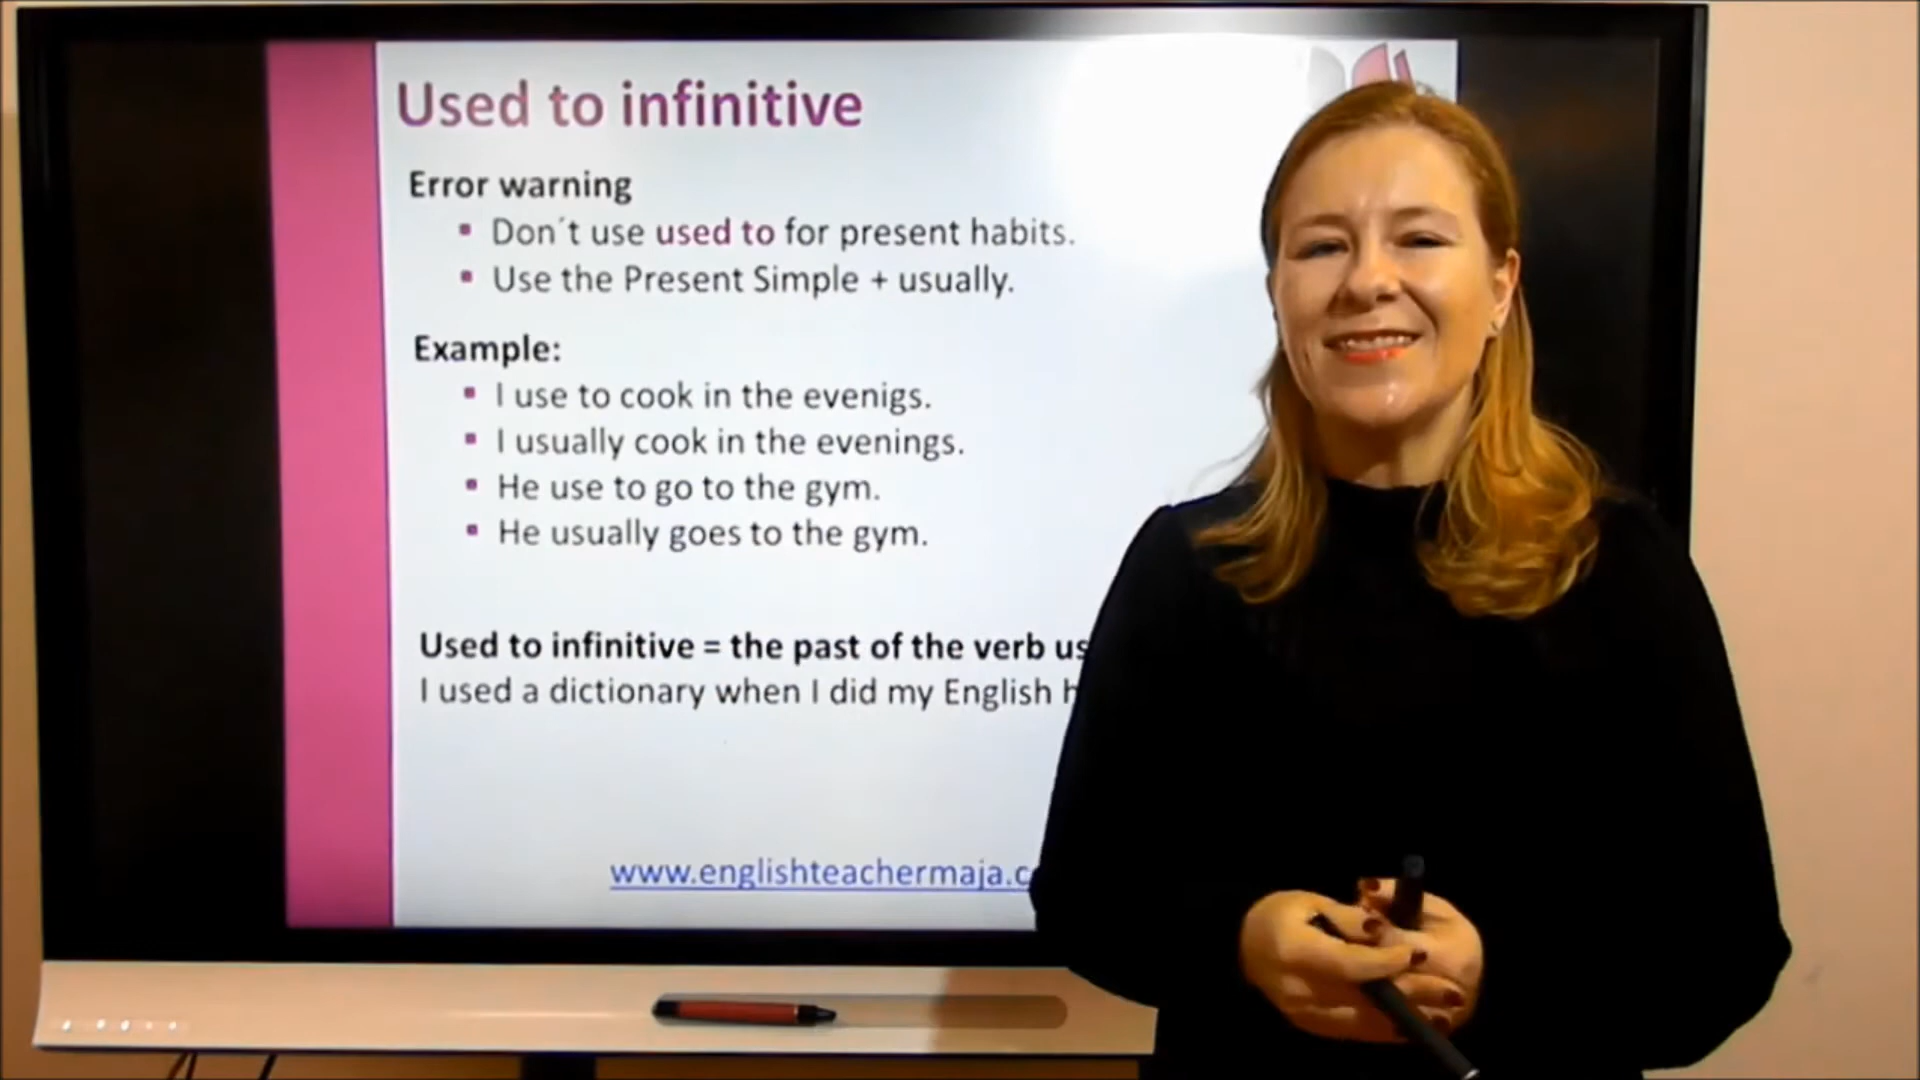 Used to infinitive
Error warning
Don´t use used to for present habits.
Use the Present Simple + usually.
Example:
I use to cook in the evenigs.
I usually cook in the evenings.
He use to go to the gym.
He usually goes to the gym.
Used to infinitive = the past of the verb
I used a dictionary when I did my English
www.englishteachermaja.c